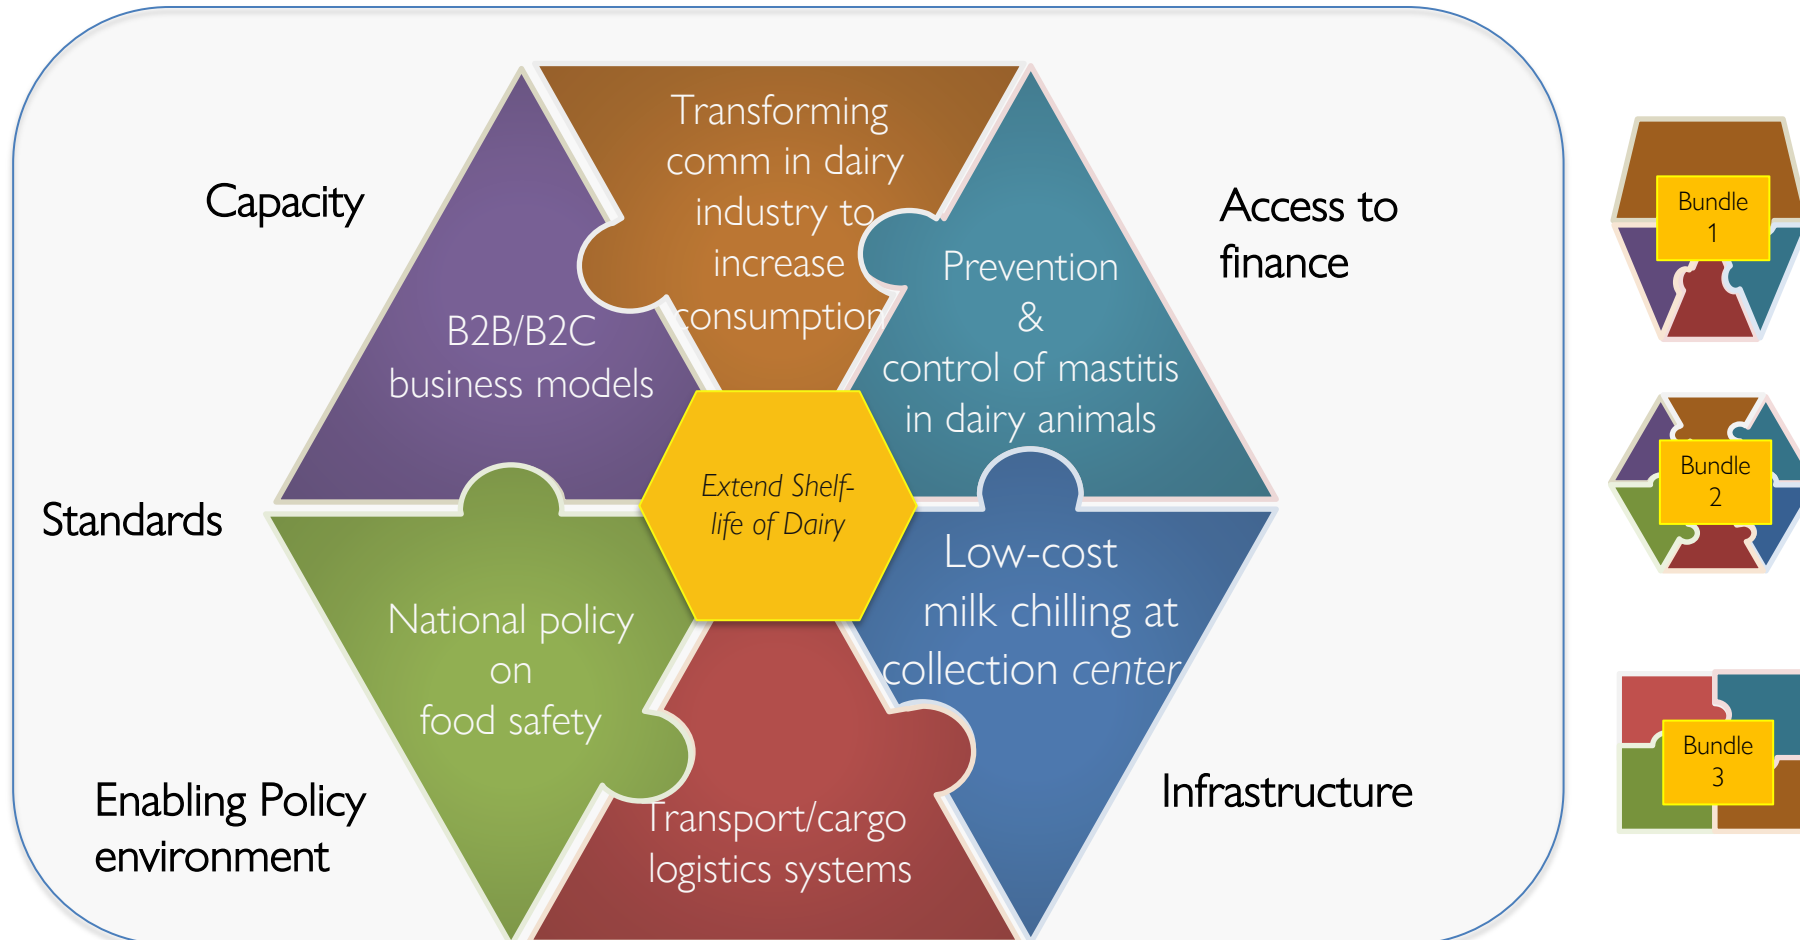 Transforming
comm in dairy
industry to
increase
consumption
Capacity
Access to
finance
B2B/B2C
business models
Prevention
&
control of mastitis
in dairy animals
Extend Shelf-
life of Dairy
Standards
National policy
on
food safety
Low-cost
milk chilling at
collection center
Enabling Policy
environment
Transport/cargo
logistics systems
Infrastructure
Bundle
1
Bundle
2
Bundle
3